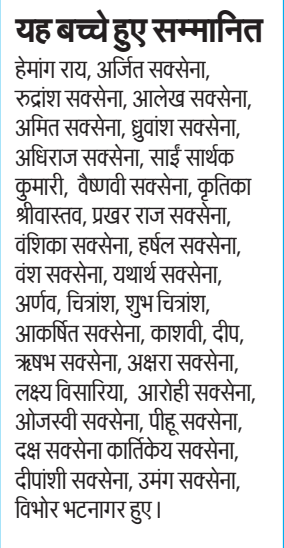 यह बच्चे हुए सम्मानित
हेमांग राय, अर्जित सक्सेना,
रुद्रांश सक्सेना, आलेख सक्सेना,
अमित सक्सेना, ध्रुवांश सक्सेना,
अधिराज सक्सेना, साईं सार्थक
कुमारी, वैष्णवी सक्सेना, कृतिका
श्रीवास्तव, प्रखर राज सक्सेना,
वंशिका सक्सेना, हर्षल सक्सेना,
वंश सक्सेना, यथार्थ सक्सेना,
अर्णव, चित्रांश, शुभ चित्रांश,
आकर्षित सक्सेना, काशवी, दीप,
ऋषभ सक्सेना, अक्षरा सक्सेना,
लक्ष्य विसारिया, आरोही सक्सेना,
ओजस्वी सक्सेना, पीहू सक्सेना,
दक्ष सक्सेना कार्तिकेय सक्सेना,
दीपांशी सक्सेना, उमंग सक्सेना,
विभोर भटनागर हुए।